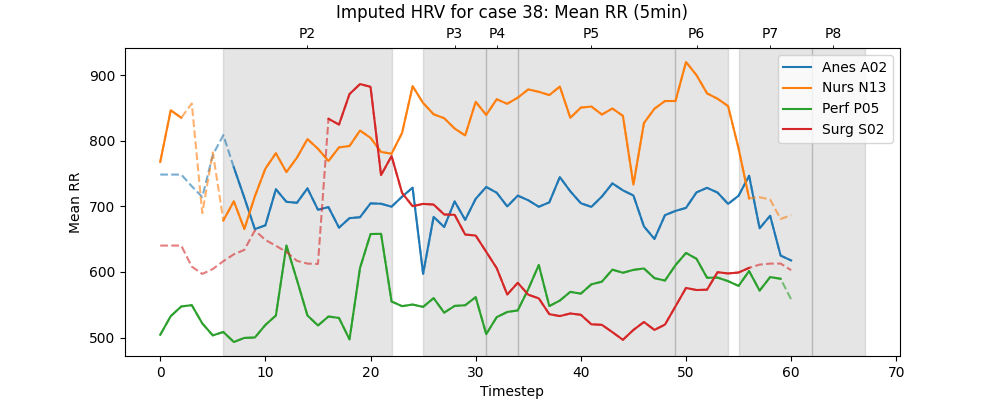 Imputed HRV for case 38: Mean RR (5min)
P2 P3 P4 P5 P6 P7 P8
Anes A02
Nurs N13
Perf P05
Surg S02
900
800
700
600
500
Mean RR
0 10 20 30 40 50 60 70
Timestep